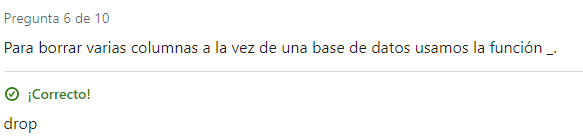 Pregunta 6 de 10
Para borrar varias columnas a la vez de una base de datos usamos la función _.
¡Correcto!
drop